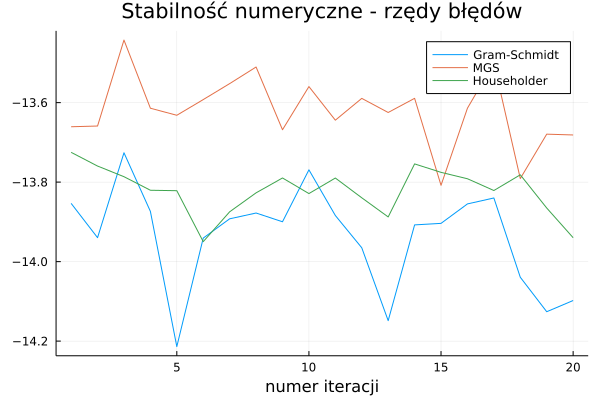 Stabilność numeryczne - rzędy błędów
Gram-Schmidt
MGS
Householder
−13.6
−13.8
−14.0
−14.2
5
10
15
20
numer iteracji